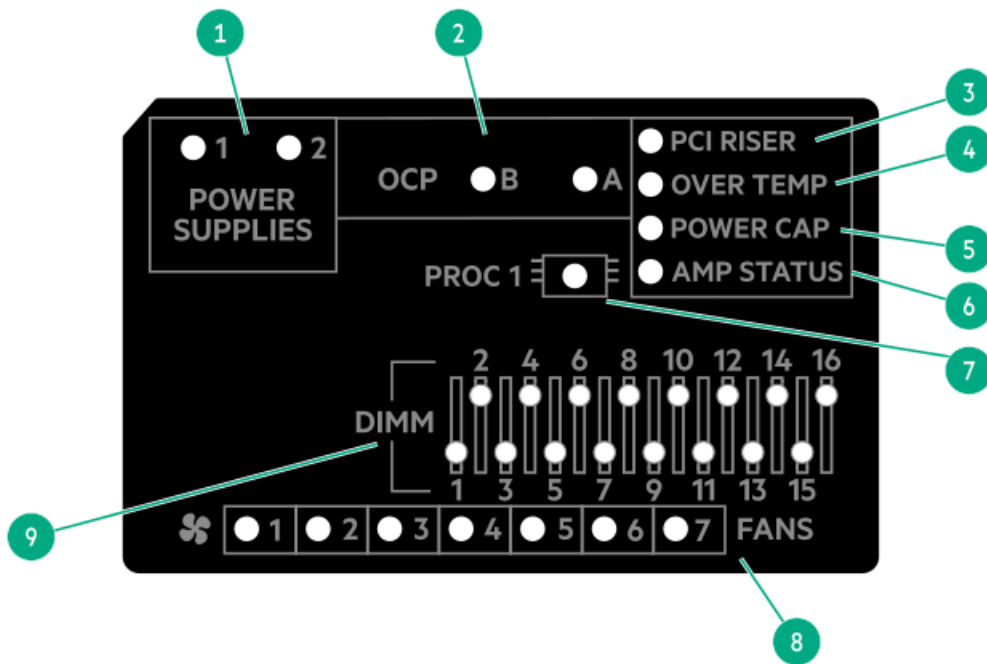 1
2
3
4
5
6
7
8
9
1 2
POWER
SUPPLIES
OCP B A
PCI RISER
OVER TEMP
POWER CAP
AMP STATUS
PROC 1
2 4 6 8 10 12 14 16
DIMM
1 3 5 7 9 11 13 15
1 2 3 4 5 6 7 FANS